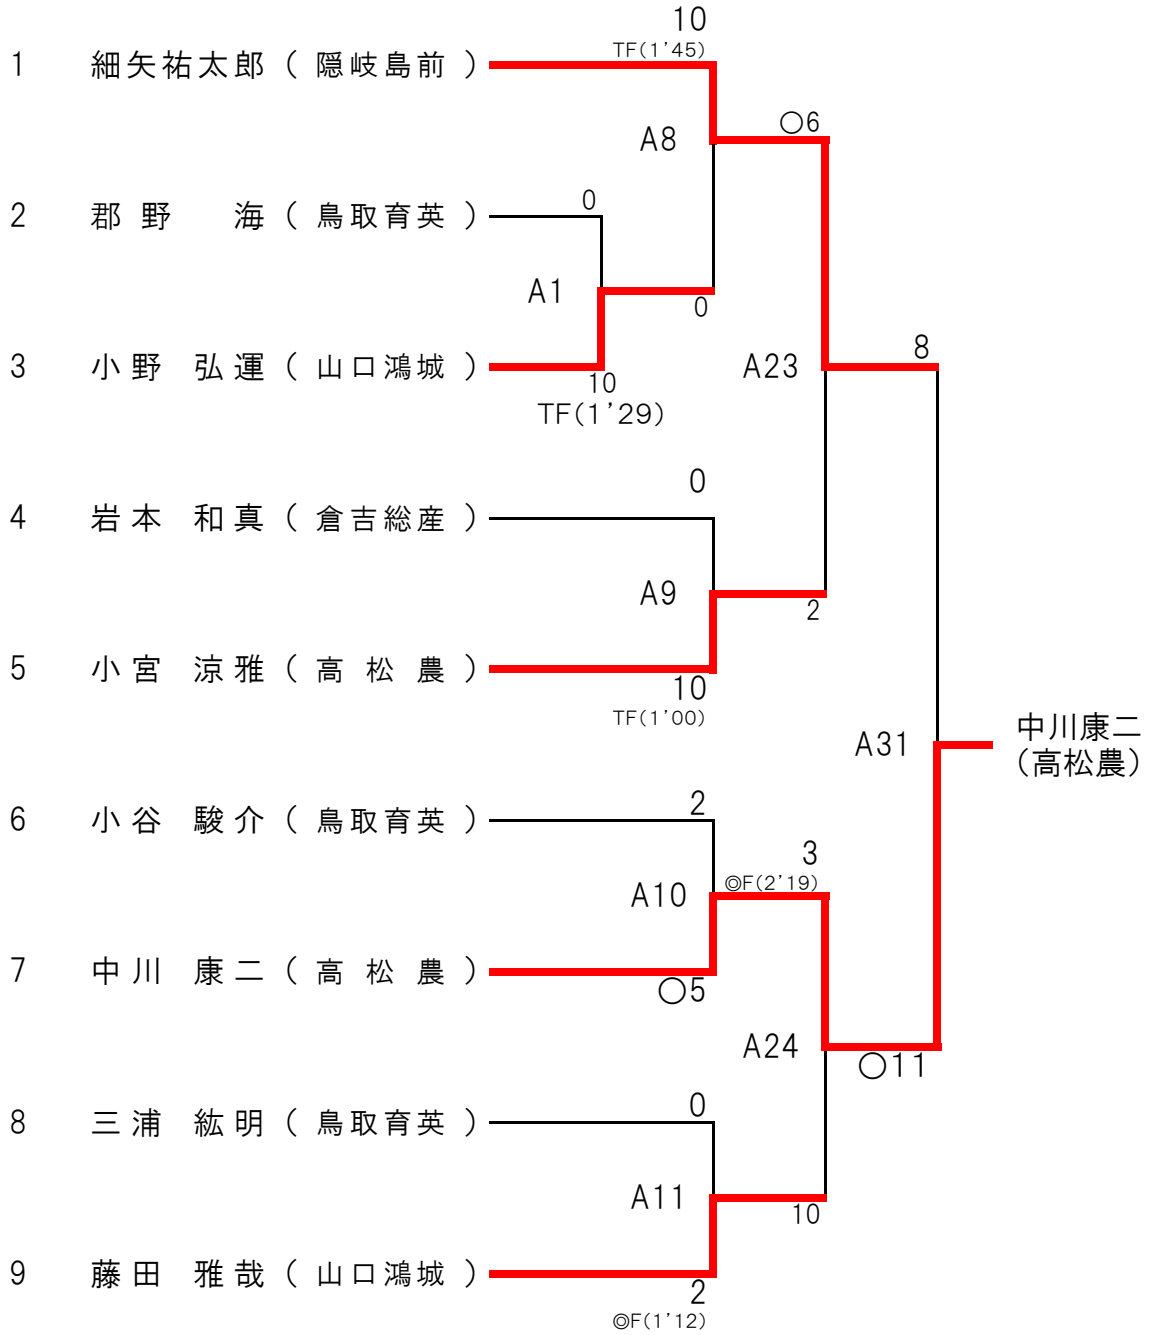 10
TF(1'45)
1 細矢祐太郎 ( 隠岐島前 )
○6
A8
2 郡野 海 ( 鳥取育英 )
0
A1
0
3 小野 弘運 ( 山口鴻城 )
10
TF(1'29)
A23
8
0
4 岩本 和真 ( 倉吉総産 )
A9
2
5 小宮 涼雅 ( 高松農 )
10
TF(1'00)
A31
中川康二
(高松農)
2
6 小谷 駿介 ( 鳥取育英 )
3
◎F(2'19)
A10
7 中川 康二 ( 高松農 )
○5
A24
○11
0
8 三浦 紘明 ( 鳥取育英 )
A11
10
9 藤田 雅哉 ( 山口鴻城 )
2
◎F(1'12)